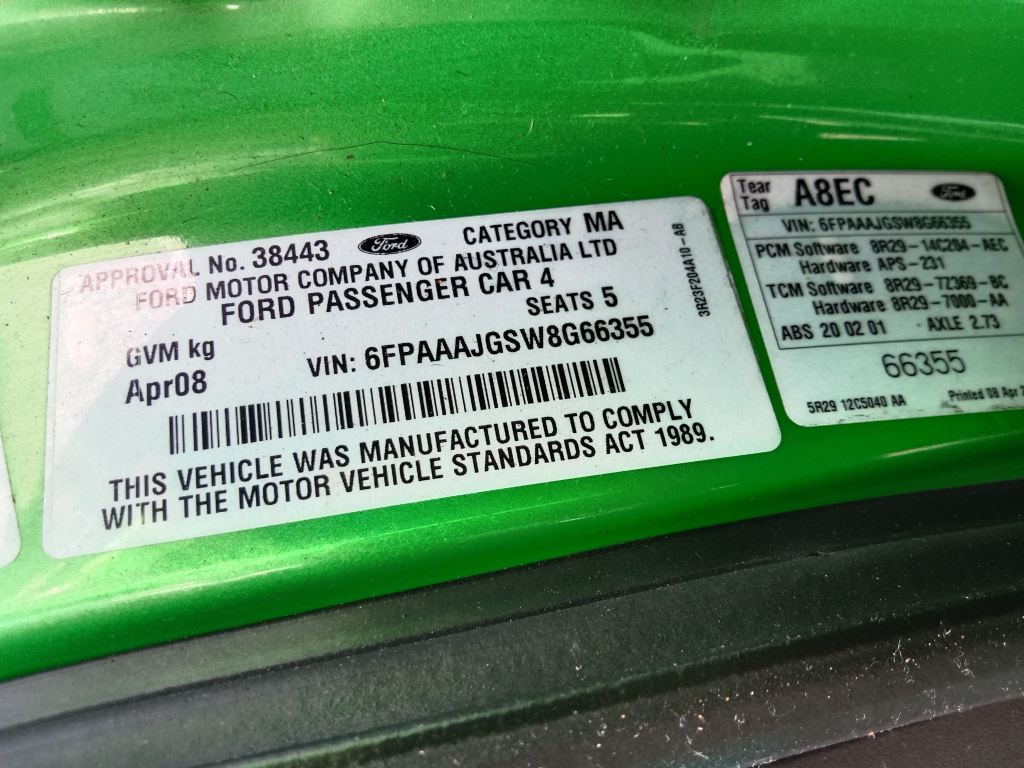 APPROVAL No. 38443 Ford CATEGORY MA
FORD MOTOR COMPANY OF AUSTRALIA LTD
FORD PASSENGER CAR 4
SEATS 5
GVM kg
VIN: 6FPAAAJGSW8G66355
Apr08
THIS VEHICLE WAS MANUFACTURED TO COMPLY
WITH THE MOTOR VEHICLE STANDARDS ACT 1989.
3R23F204A10-AB
Tear Tag A8EC Ford
VIN: 6FPAAAJGSW8G66355
PCM Software 8R29-14C204-AEC
Hardware APS-231
TCM Software 8R29-7Z369-BC
Hardware 8R29-7000-AA
ABS 20 02 01 AXLE 2.73
66355
5R29 12C5040 AA Printed 08 Apr